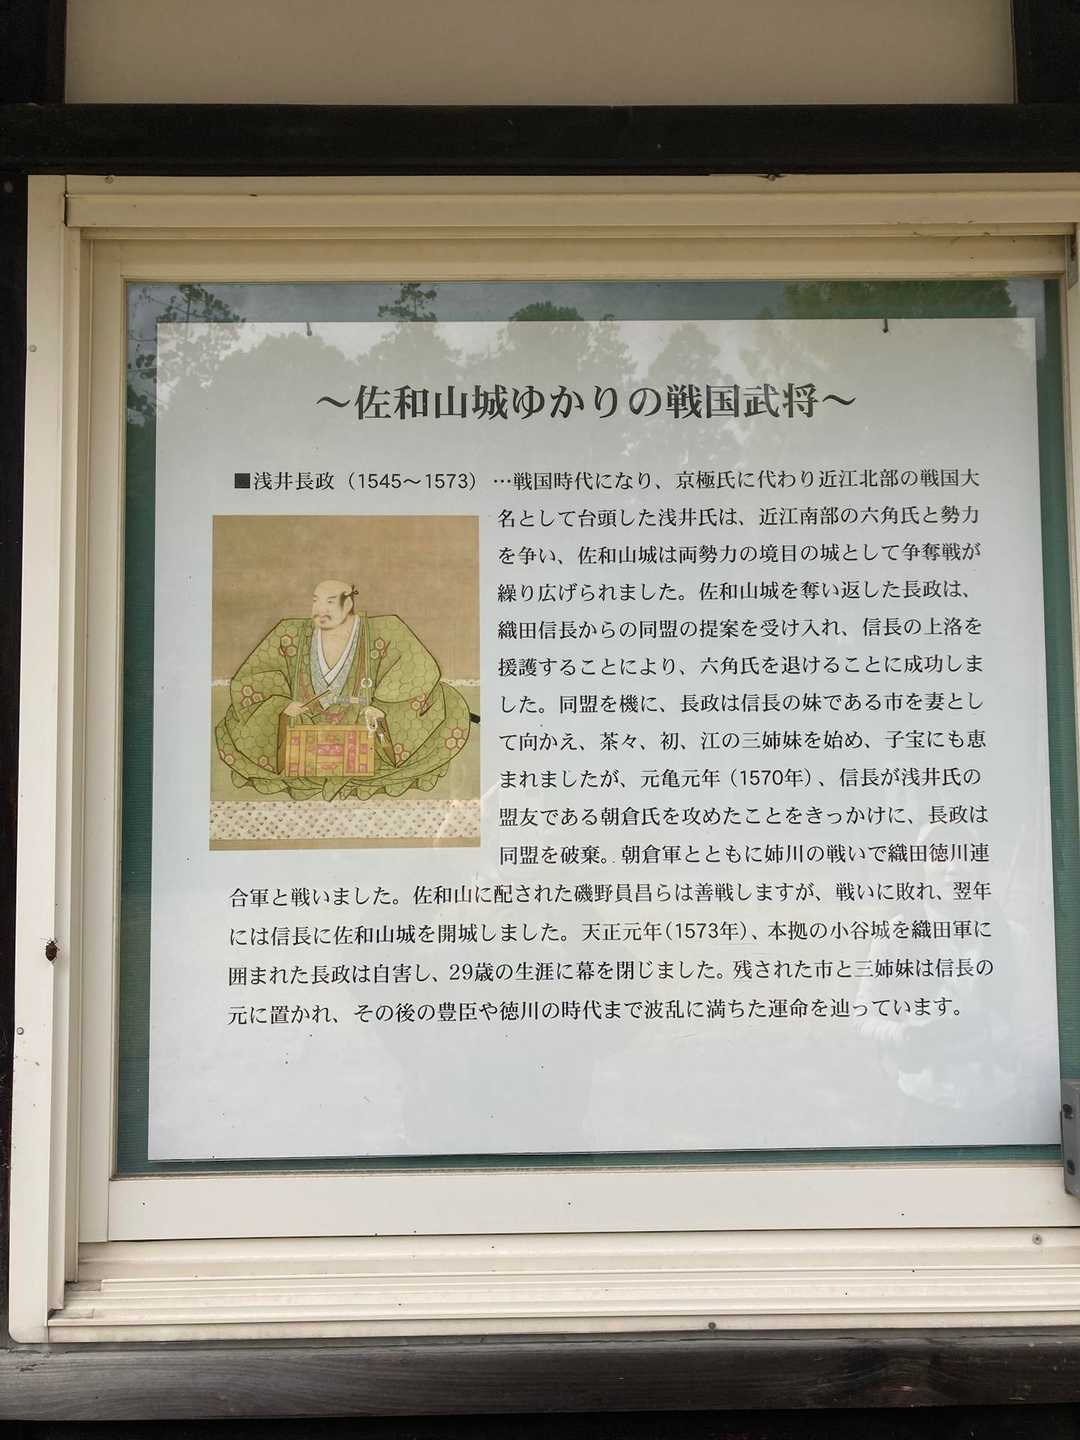 ～佐和山城ゆかりの戦国武将～
■浅井長政（1545～1573）…戦国時代になり、京極氏に代わり近江北部の戦国大
名として台頭した浅井氏は、近江南部の六角氏と勢力
を争い、佐和山城は両勢力の境目の城として争奪戦が
繰り広げられました。佐和山城を奪い返した長政は、
織田信長からの同盟の提案を受け入れ、信長の上洛を
援護することにより、六角氏を退けることに成功しま
した。同盟を機に、長政は信長の妹である市を妻とし
て向かえ、茶々、初、江の三姉妹を始め、子宝にも恵
まれましたが、元亀元年（1570年）、信長が浅井氏の
盟友である朝倉氏を攻めたことをきっかけに、長政は
同盟を破棄。朝倉軍とともに姉川の戦いで織田徳川連
合軍と戦いました。佐和山に配された磯野員昌らは善戦しますが、戦いに敗れ、翌年
には信長に佐和山城を開城しました。天正元年（1573年）、本拠の小谷城を織田軍に
囲まれた長政は自害し、29歳の生涯に幕を閉じました。残された市と三姉妹は信長の
元に置かれ、その後の豊臣や徳川の時代まで波乱に満ちた運命を辿っています。